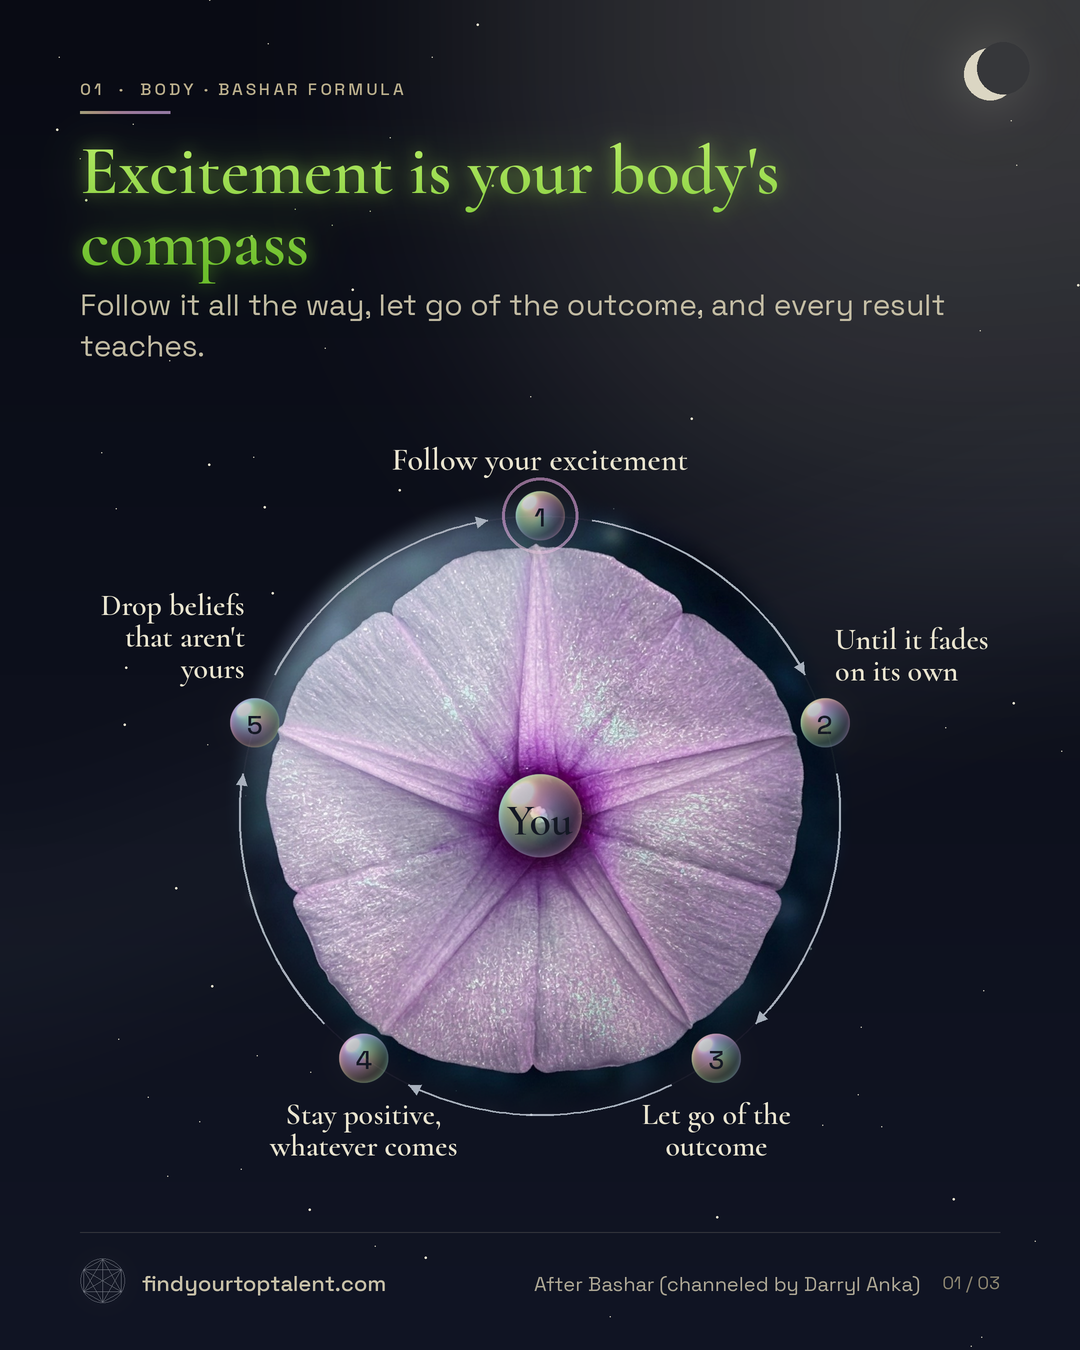 01 · BODY · BASHAR FORMULA
Excitement is your body's
compass
Follow it all the way, let go of the outcome, and every result
teaches.
Follow your excitement
1
Drop beliefs
that aren't
yours
Until it fades
on its own
5
2
You
4
3
Stay positive,
whatever comes
Let go of the
outcome
findyourtoptalent.com
After Bashar (channeled by Darryl Anka)
01 / 03